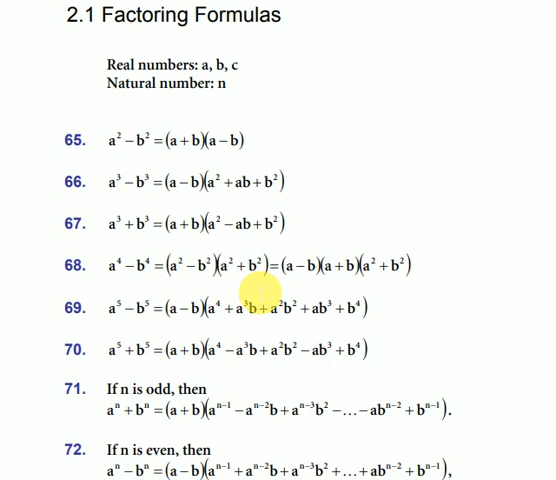 2.1 Factoring Formulas
Real numbers: a, b, c
Natural number: n
65. a² − b² = (a + b)(a − b)
66. a³ − b³ = (a − b)(a² + ab + b²)
67. a³ + b³ = (a + b)(a² − ab + b²)
68. a⁴ − b⁴ = (a² − b²)(a² + b²) = (a − b)(a + b)(a² + b²)
69. a⁵ − b⁵ = (a − b)(a⁴ + a³b + a²b² + ab³ + b⁴)
70. a⁵ + b⁵ = (a + b)(a⁴ − a³b + a²b² − ab³ + b⁴)
71. If n is odd, then
aⁿ + bⁿ = (a + b)(aⁿ⁻¹ − aⁿ⁻²b + aⁿ⁻³b² − … − abⁿ⁻² + bⁿ⁻¹).
72. If n is even, then
aⁿ − bⁿ = (a − b)(aⁿ⁻¹ + aⁿ⁻²b + aⁿ⁻³b² + … + abⁿ⁻² + bⁿ⁻¹),